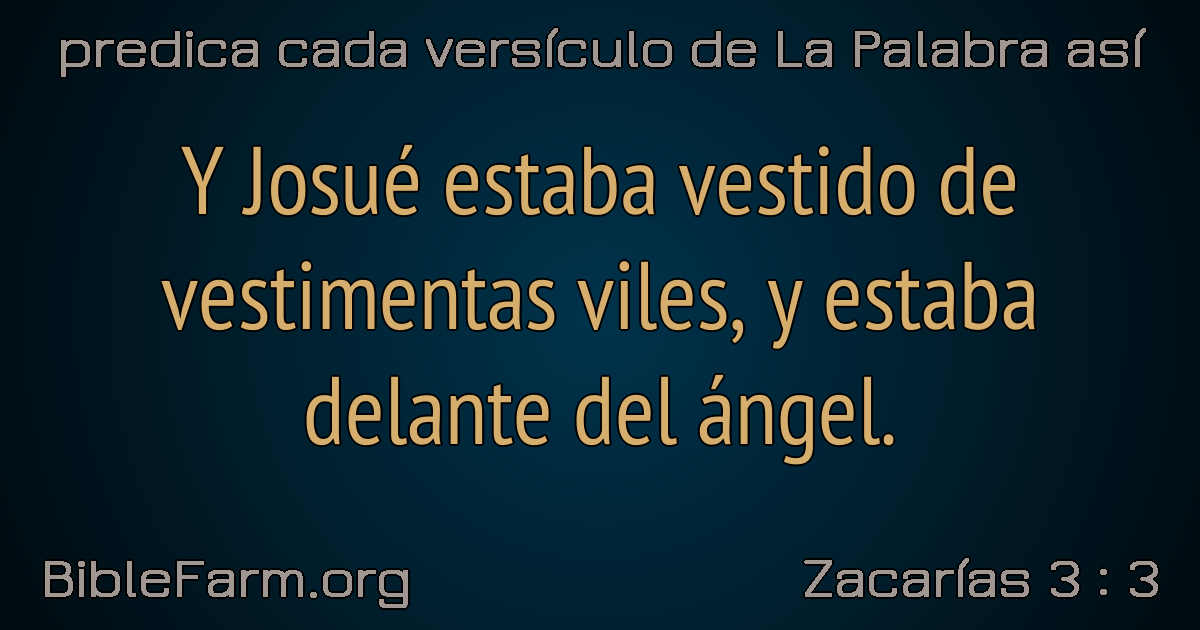 predica cada versículo de La Palabra así
Y Josué estaba vestido de
vestimentas viles, y estaba
delante del ángel.
BibleFarm.org
Zacarías 3 : 3